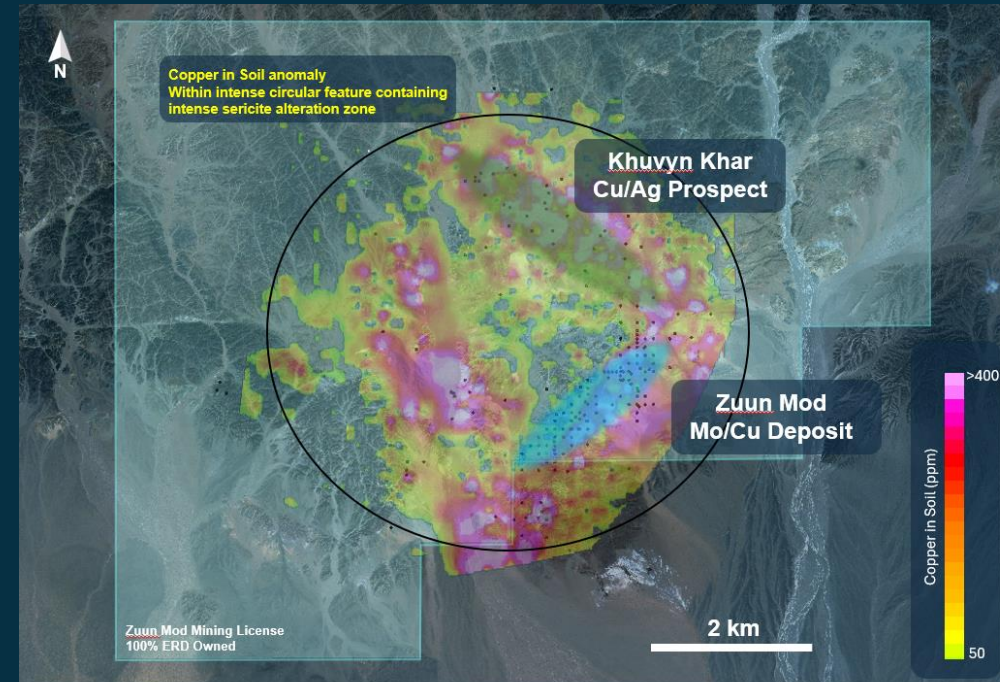 N
Copper in Soil anomaly
Within intense circular feature containing
intense sericite alteration zone
Khuvyn Khar
Cu/Ag Prospect
Zuun Mod
Mo/Cu Deposit
>400
Copper in Soil (ppm)
50
2 km
Zuun Mod Mining License
100% ERD Owned